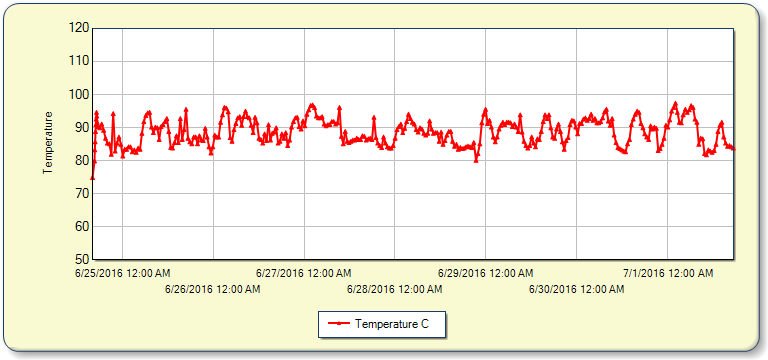 120
110
100
90
80
70
60
50
Temperature
6/25/2016 12:00 AM
6/26/2016 12:00 AM
6/27/2016 12:00 AM
6/28/2016 12:00 AM
6/29/2016 12:00 AM
6/30/2016 12:00 AM
7/1/2016 12:00 AM
Temperature C